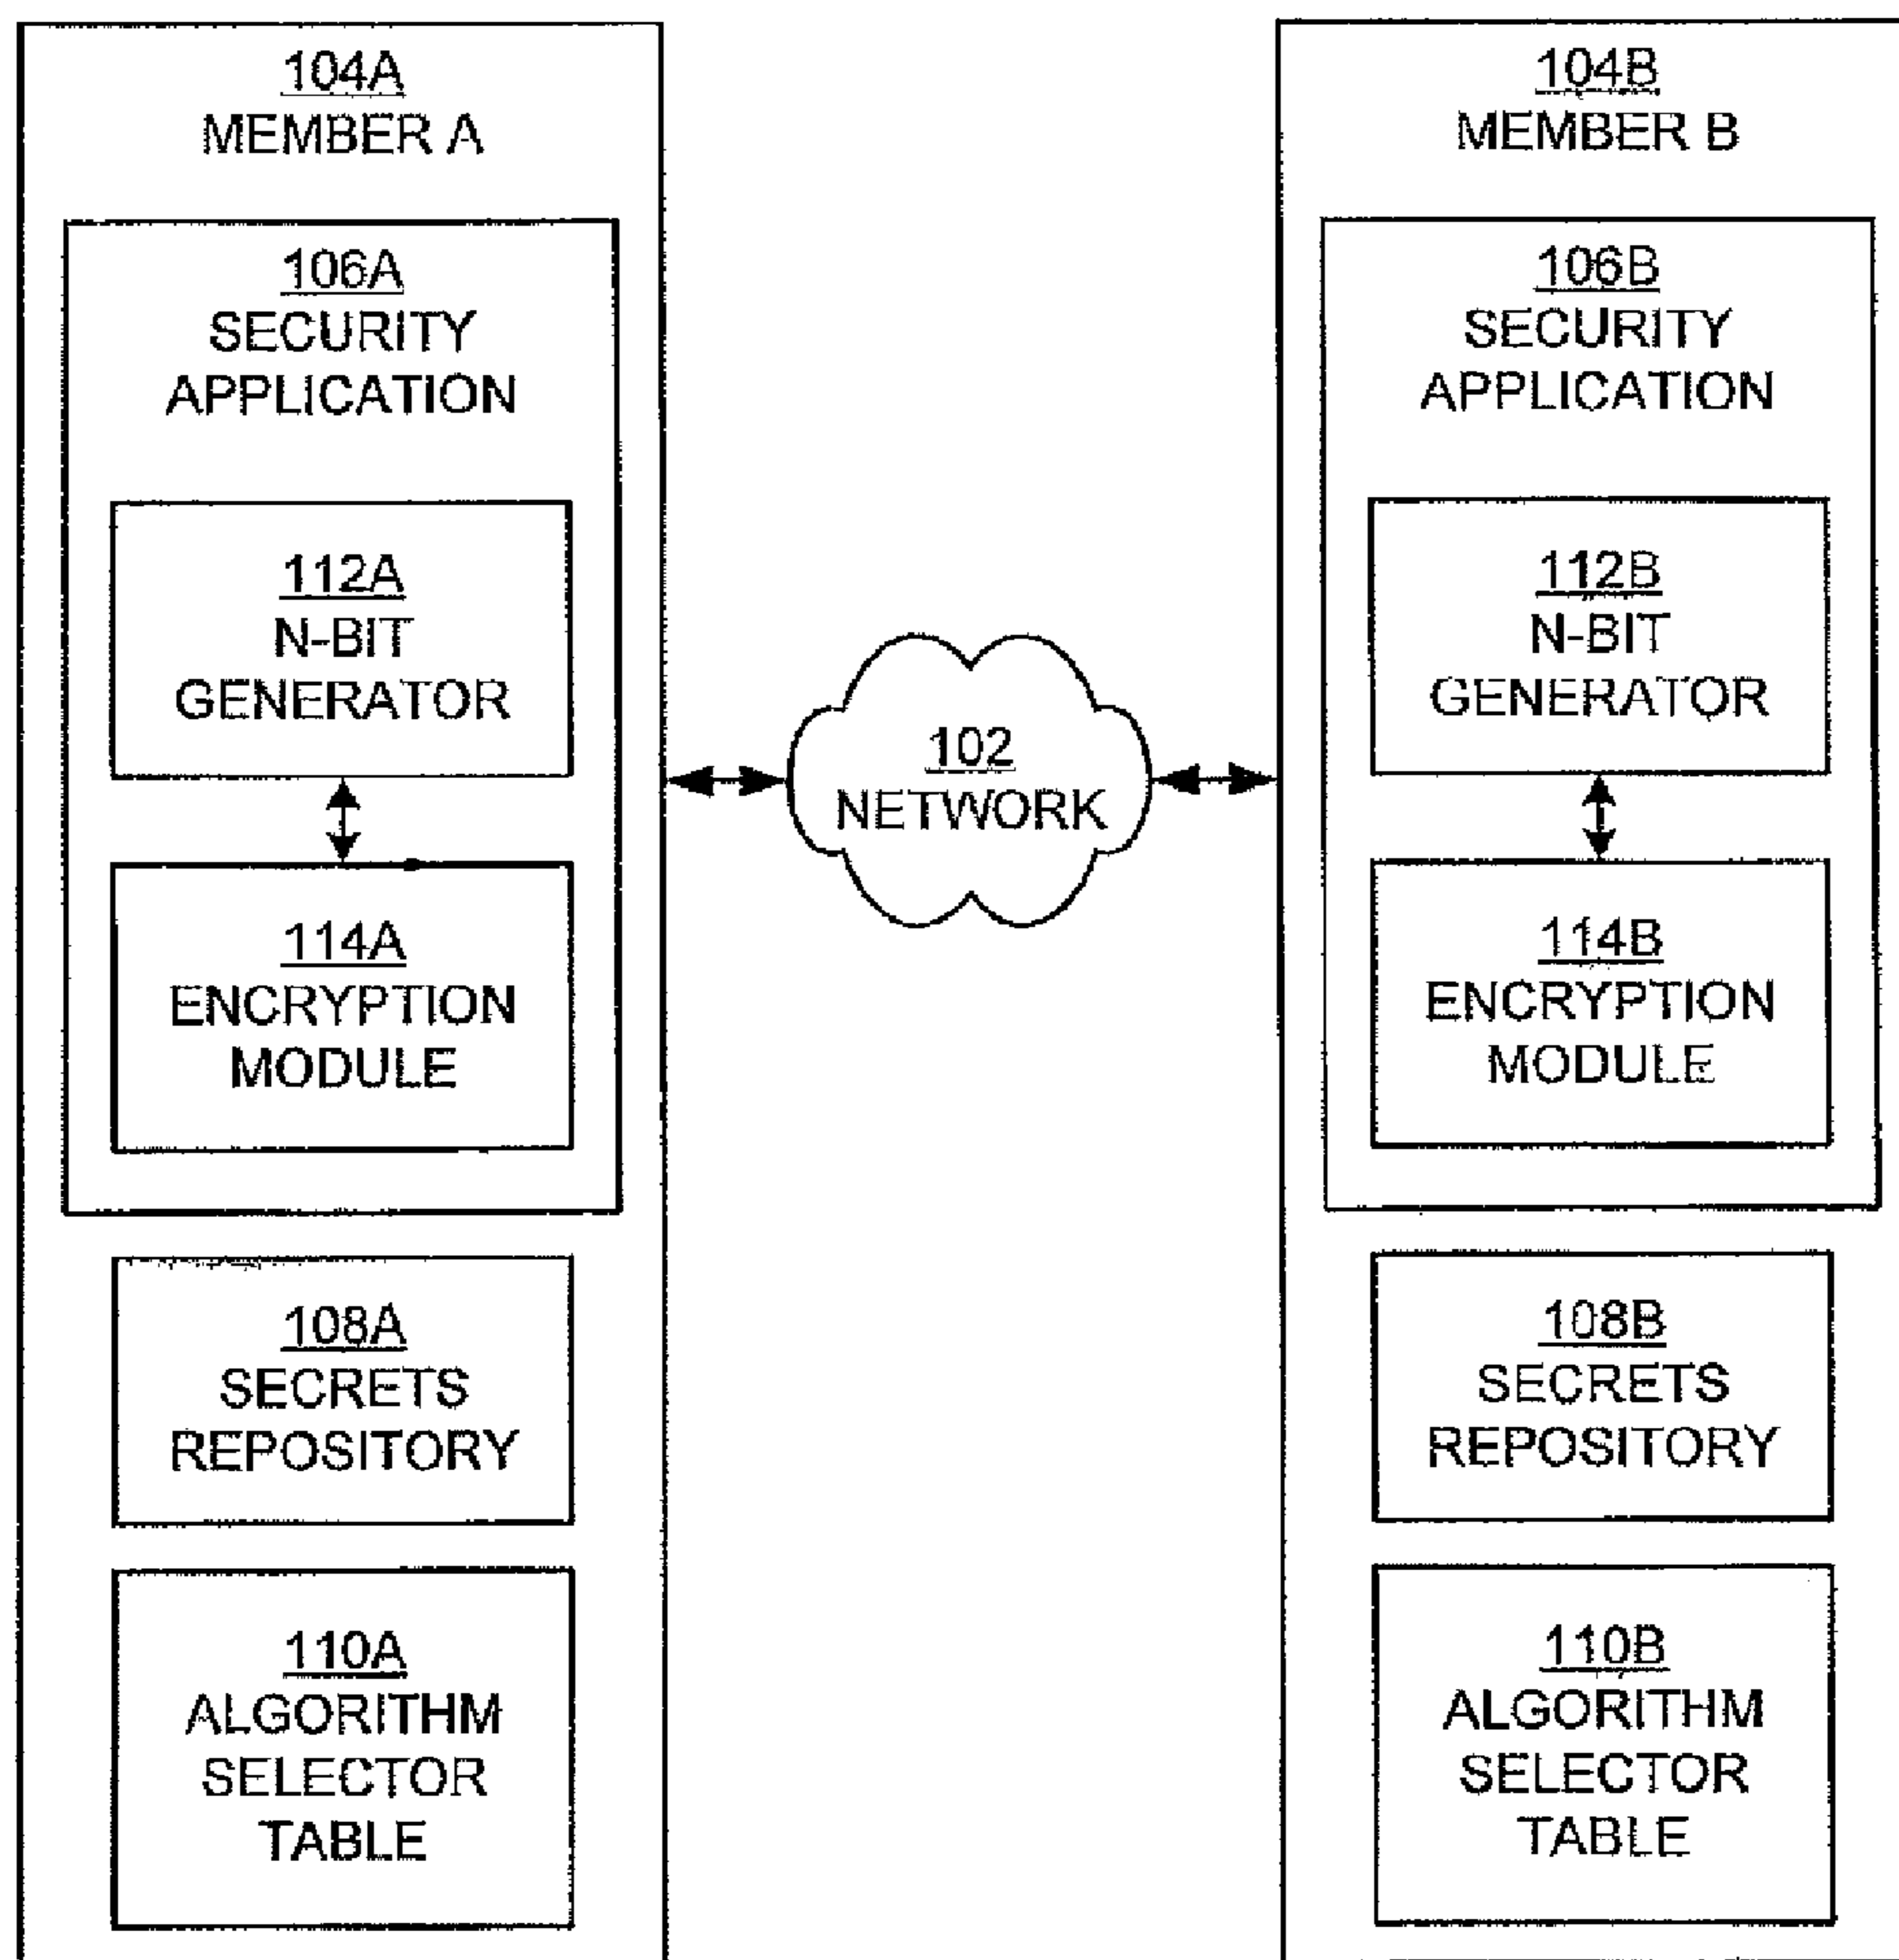 104A
MEMBER A
106A
SECURITY
APPLICATION
112A
N-BIT
GENERATOR
114A
ENCRYPTION
MODULE
108A
SECRETS
REPOSITORY
110A
ALGORITHM
SELECTOR
TABLE
102
NETWORK
104B
MEMBER B
106B
SECURITY
APPLICATION
112B
N-BIT
GENERATOR
114B
ENCRYPTION
MODULE
108B
SECRETS
REPOSITORY
110B
ALGORITHM
SELECTOR
TABLE